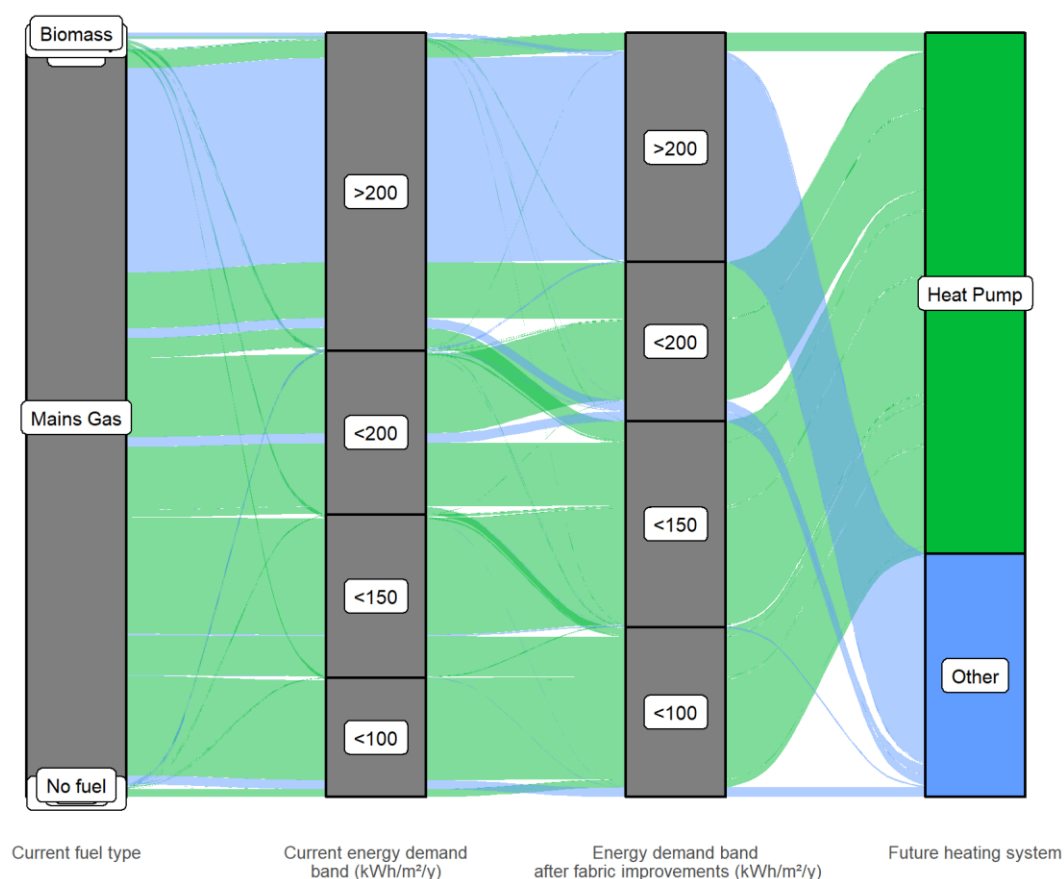 Biomass
>200
>200
Heat Pump
<200
Mains Gas
<200
<150
<150
Other
<100
<100
No fuel
Current fuel type
Current energy demand
band (kWh/m²/y)
Energy demand band
after fabric improvements (kWh/m²/y)
Future heating system